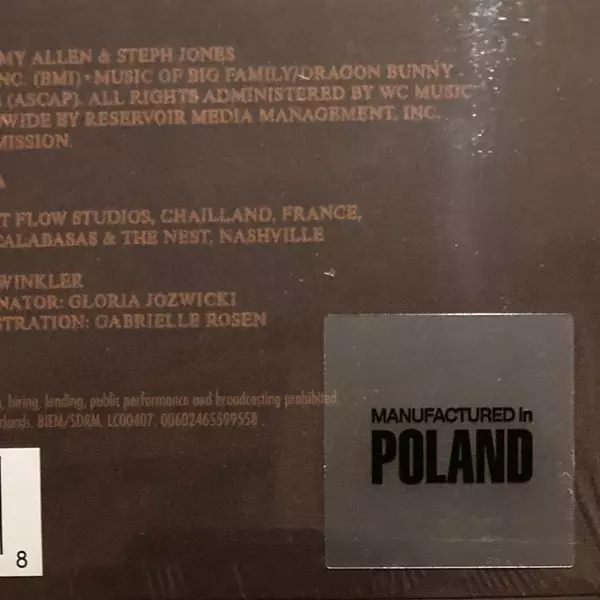 MY ALLEN & STEPH JONES
NC. (BMI) • MUSIC OF BIG FAMILY/DRAGON BUNNY
(ASCAP). ALL RIGHTS ADMINISTERED BY WC MUSIC
WIDE BY RESERVOIR MEDIA MANAGEMENT, INC.
MISSION.
A
T FLOW STUDIOS, CHAILLAND, FRANCE,
CALABASAS & THE NEST, NASHVILLE
WINKLER
NATOR: GLORIA JOZWICKI
STRATION: GABRIELLE ROSEN
, hiring, lending, public performance and broadcasting prohibited.
rlands. BIEM/SDRM. LC00407. 00602465599558.
MANUFACTURED in
POLAND
8